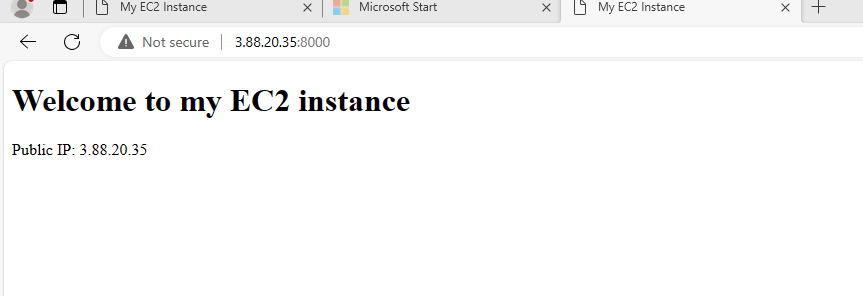 My EC2 Instance
Microsoft Start
My EC2 Instance
Not secure
3.88.20.35:8000
Welcome to my EC2 instance
Public IP: 3.88.20.35